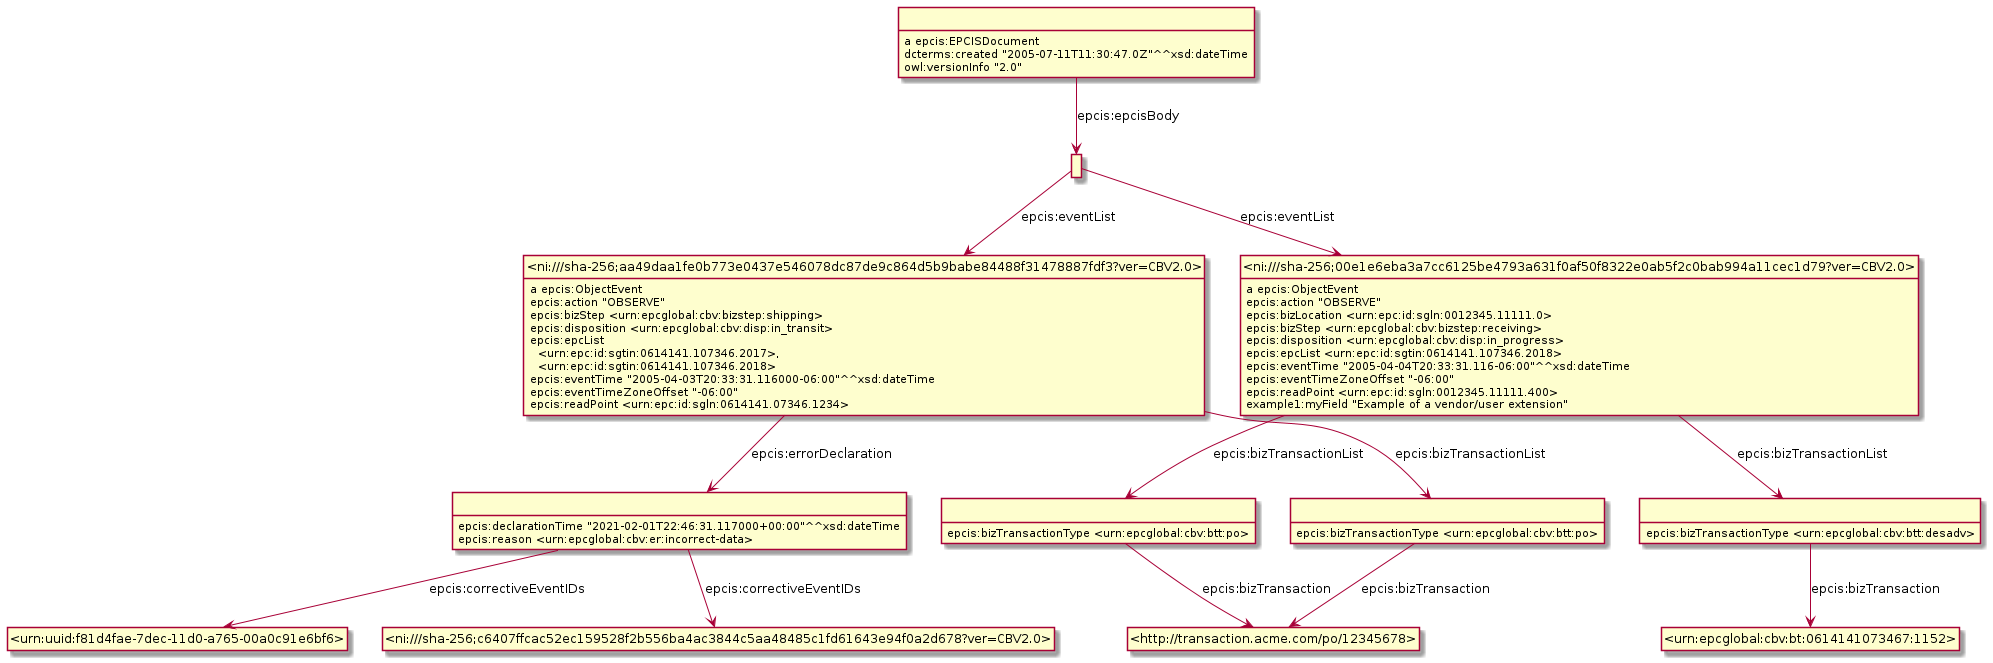 a epcis:EPCISDocument
dcterms:created "2005-07-11T11:30:47.0Z"^^xsd:dateTime
owl:versionInfo "2.0"
epcis:epcisBody
epcis:eventList
epcis:eventList
<ni:///sha-256;aa49daa1fe0b773e0437e546078dc87de9c864d5b9babe84488f31478887fdf3?ver=CBV2.0>
a epcis:ObjectEvent
epcis:action "OBSERVE"
epcis:bizStep <urn:epcglobal:cbv:bizstep:shipping>
epcis:disposition <urn:epcglobal:cbv:disp:in_transit>
epcis:epcList
<urn:epc:id:sgtin:0614141.107346.2017>,
<urn:epc:id:sgtin:0614141.107346.2018>
epcis:eventTime "2005-04-03T20:33:31.116000-06:00"^^xsd:dateTime
epcis:eventTimeZoneOffset "-06:00"
epcis:readPoint <urn:epc:id:sgln:0614141.07346.1234>
<ni:///sha-256;00e1e6eba3a7cc6125be4793a631f0af50f8322e0ab5f2c0bab994a11cec1d79?ver=CBV2.0>
a epcis:ObjectEvent
epcis:action "OBSERVE"
epcis:bizLocation <urn:epc:id:sgln:0012345.11111.0>
epcis:bizStep <urn:epcglobal:cbv:bizstep:receiving>
epcis:disposition <urn:epcglobal:cbv:disp:in_progress>
epcis:epcList <urn:epc:id:sgtin:0614141.107346.2018>
epcis:eventTime "2005-04-04T20:33:31.116-06:00"^^xsd:dateTime
epcis:eventTimeZoneOffset "-06:00"
epcis:readPoint <urn:epc:id:sgln:0012345.11111.400>
example1:myField "Example of a vendor/user extension"
epcis:errorDeclaration
epcis:bizTransactionList
epcis:bizTransactionList
epcis:bizTransactionList
epcis:declarationTime "2021-02-01T22:46:31.117000+00:00"^^xsd:dateTime
epcis:reason <urn:epcglobal:cbv:er:incorrect-data>
epcis:bizTransactionType <urn:epcglobal:cbv:btt:po>
epcis:bizTransactionType <urn:epcglobal:cbv:btt:po>
epcis:bizTransactionType <urn:epcglobal:cbv:btt:desadv>
epcis:correctiveEventIDs
epcis:correctiveEventIDs
epcis:bizTransaction
epcis:bizTransaction
epcis:bizTransaction
<urn:uuid:f81d4fae-7dec-11d0-a765-00a0c91e6bf6>
<ni:///sha-256;c6407ffcac52ec159528f2b556ba4ac3844c5aa48485c1fd61643e94f0a2d678?ver=CBV2.0>
<http://transaction.acme.com/po/12345678>
<urn:epcglobal:cbv:bt:0614141073467:1152>